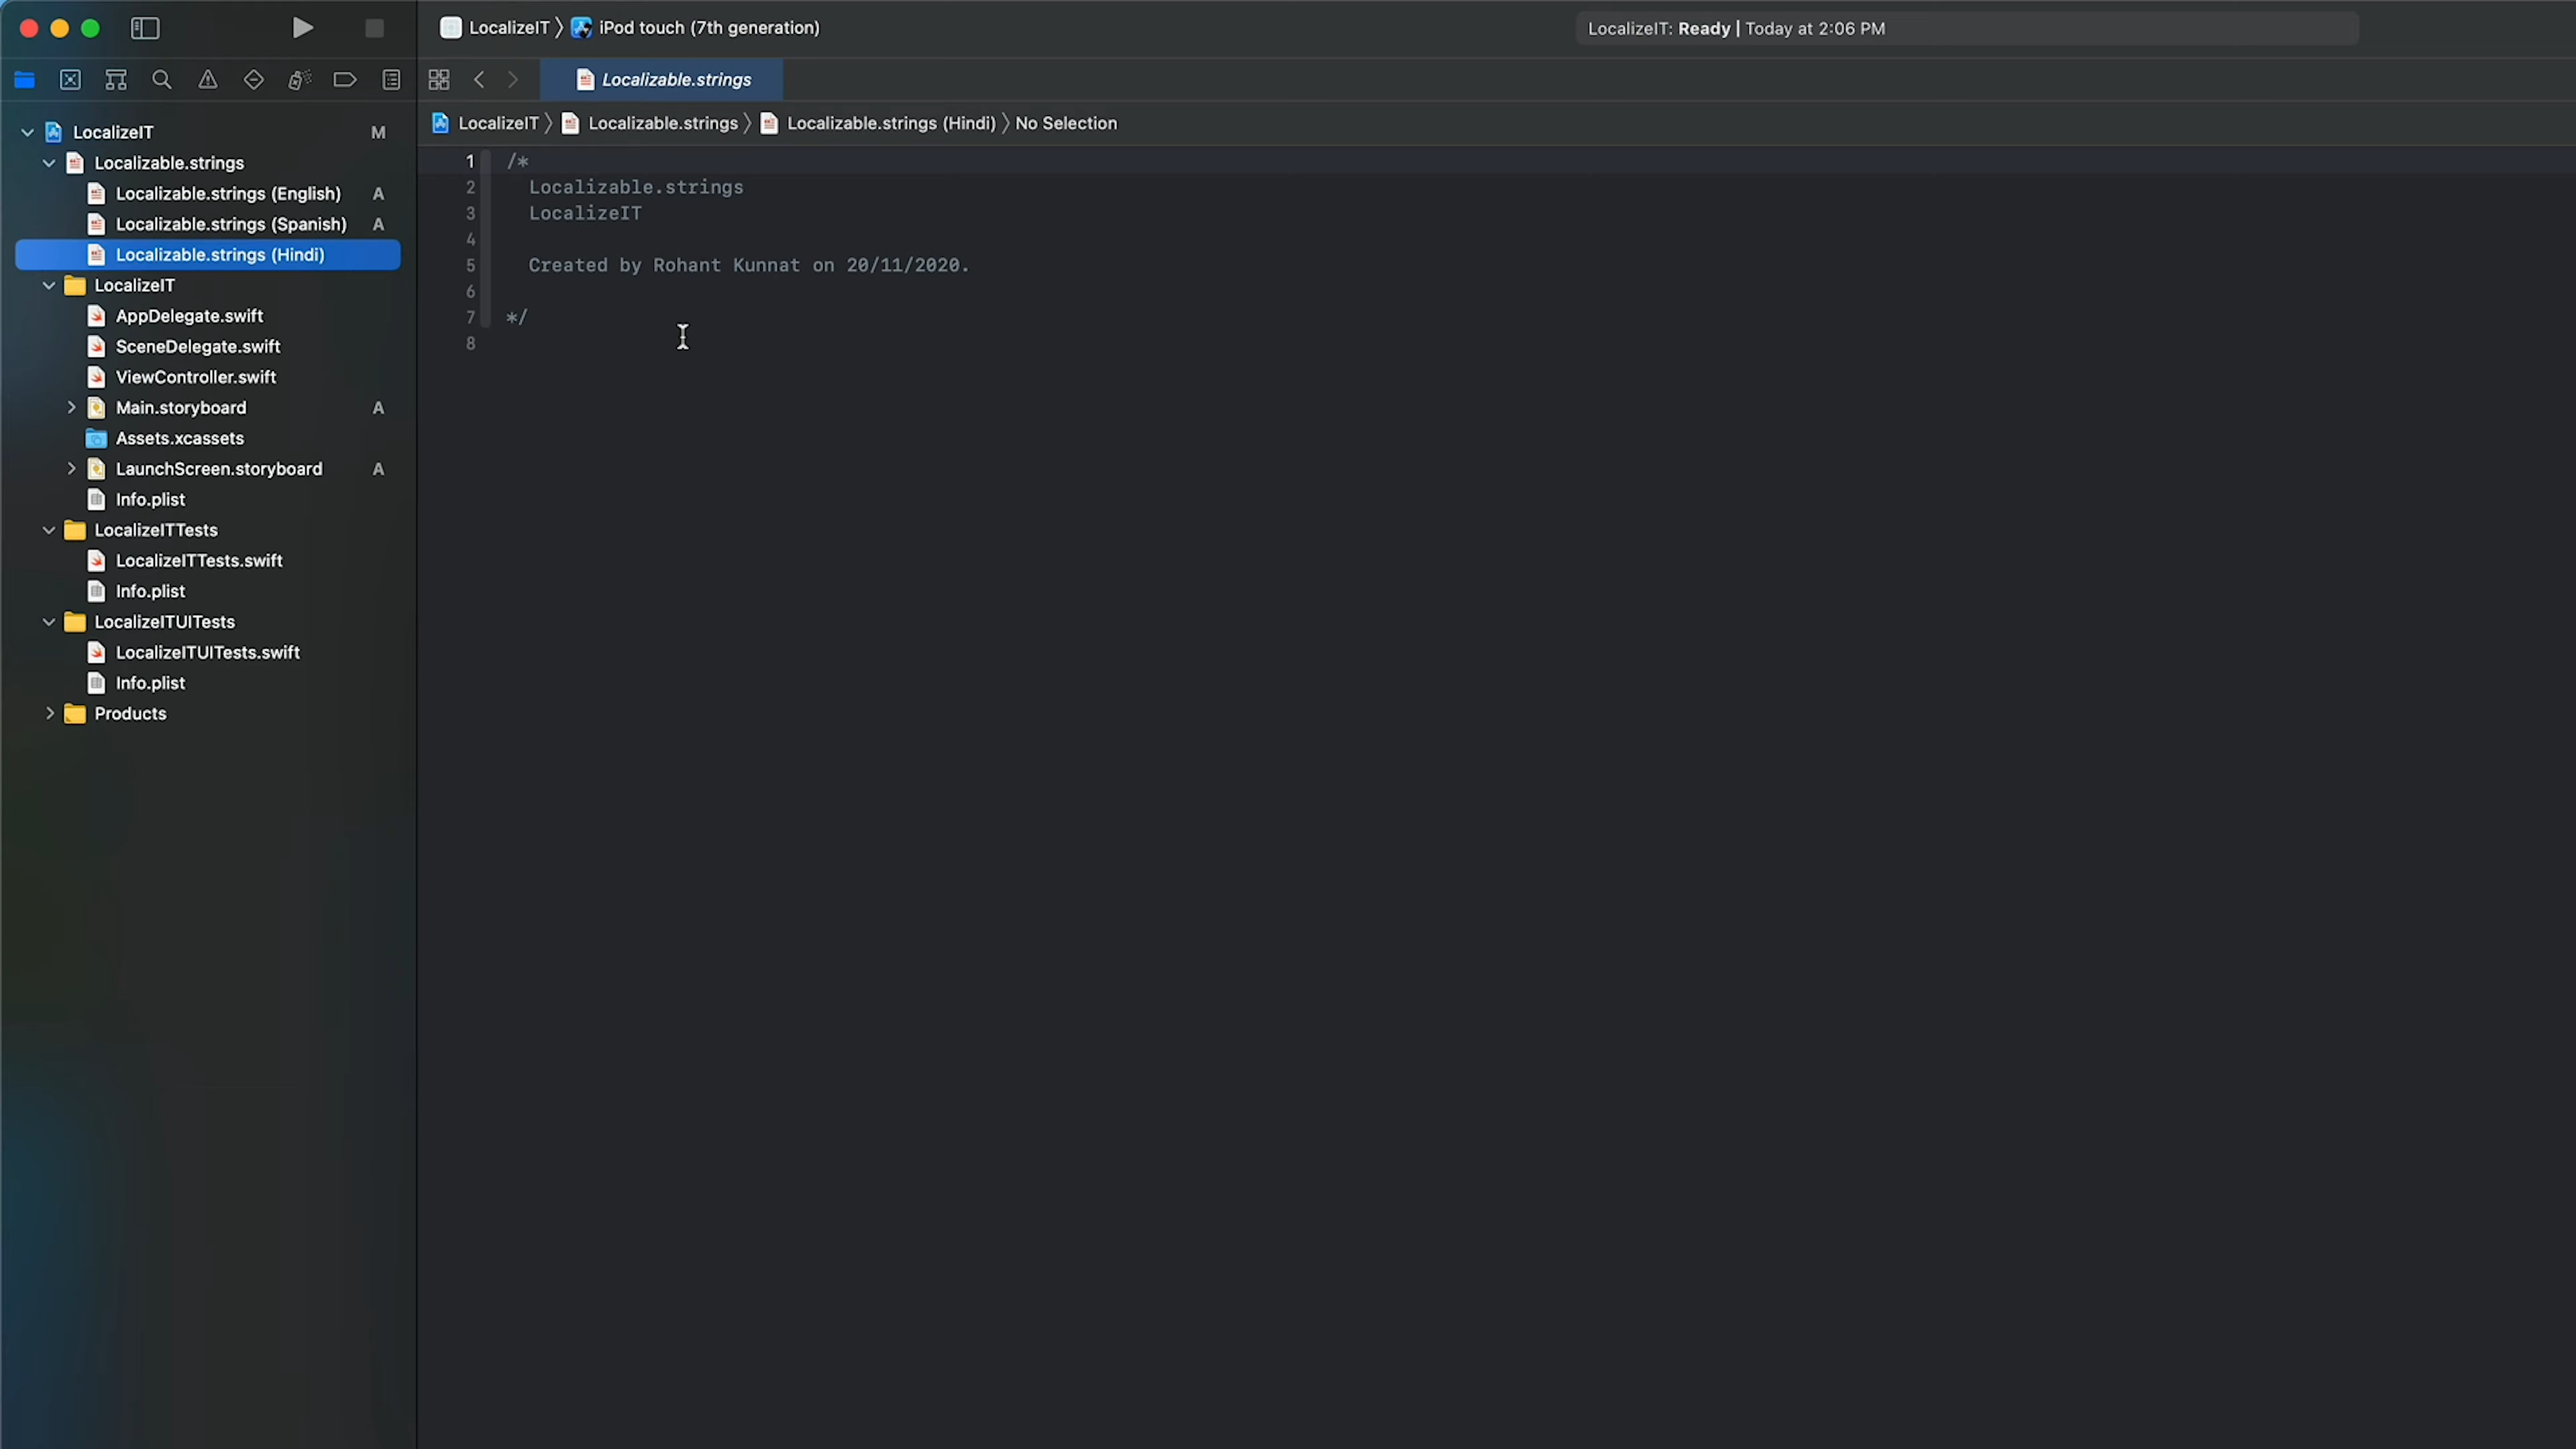 LocalizeIT 〉 iPod touch (7th generation)
LocalizeIT: Ready | Today at 2:06 PM
Localizable.strings
LocalizeIT 〉 Localizable.strings 〉 Localizable.strings (Hindi) 〉 No Selection
LocalizeIT M
Localizable.strings
Localizable.strings (English) A
Localizable.strings (Spanish) A
Localizable.strings (Hindi)
LocalizeIT
AppDelegate.swift
SceneDelegate.swift
ViewController.swift
Main.storyboard A
Assets.xcassets
LaunchScreen.storyboard A
Info.plist
LocalizeITTests
LocalizeITTests.swift
Info.plist
LocalizeITUITests
LocalizeITUITests.swift
Info.plist
Products
1 /*
2 Localizable.strings
3 LocalizeIT
4
5 Created by Rohant Kunnat on 20/11/2020.
6
7 */
8